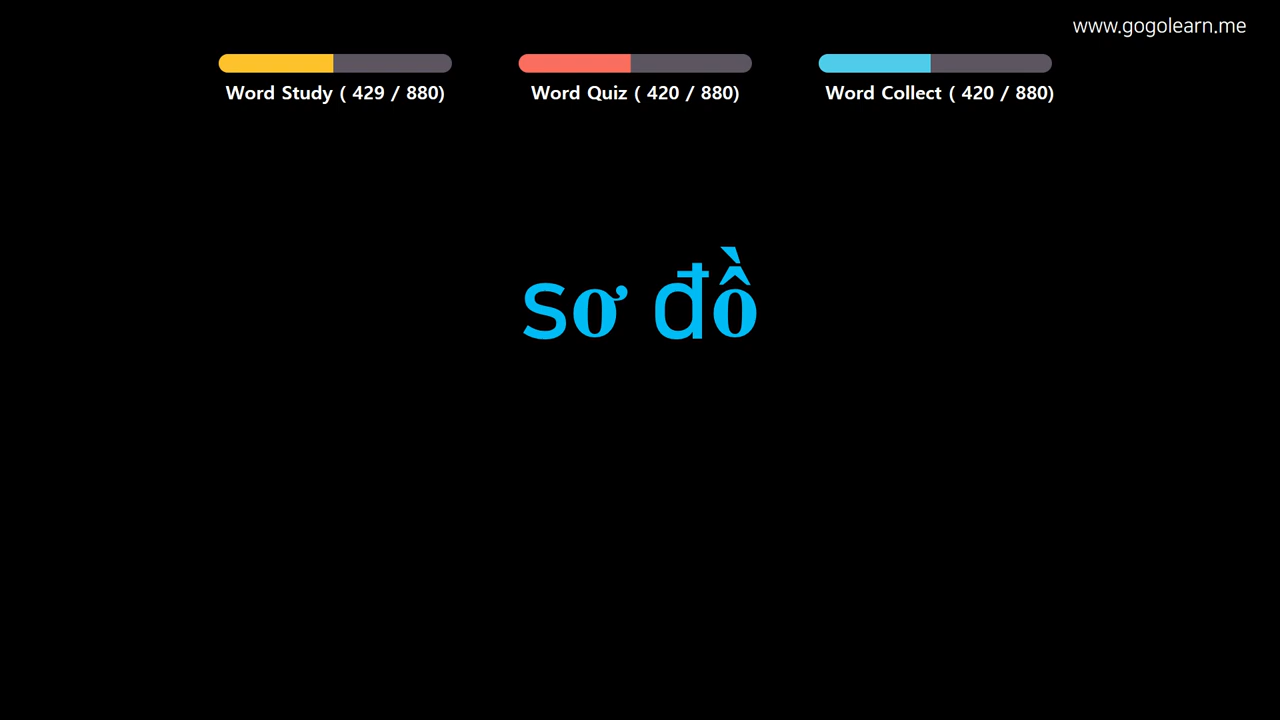 www.gogolearn.me
Word Study ( 429 / 880)
Word Quiz ( 420 / 880)
Word Collect ( 420 / 880)
sơ đồ